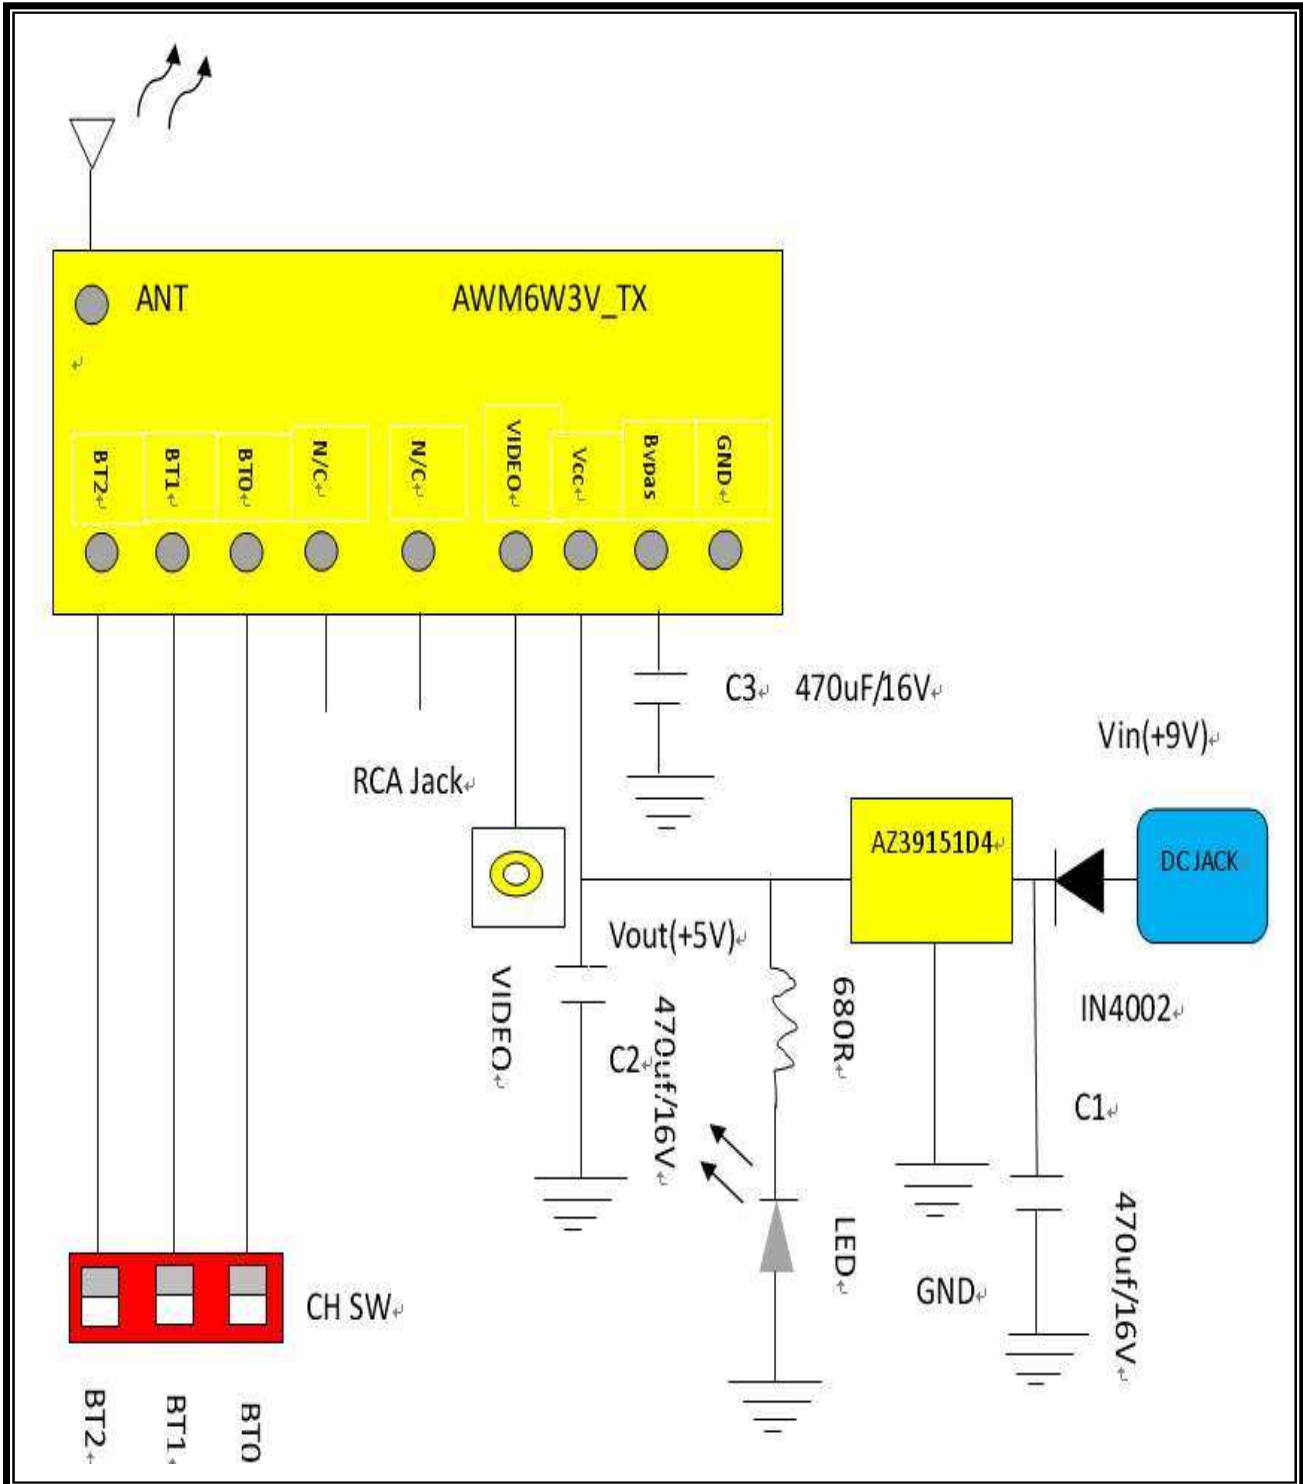 ANT
AWM6W3V_TX
BT2
BT1
BT0
N/C
N/C
VIDEO
Vcc
Bypas
GND
C3 470uF/16V
Vin(+9V)
RCA Jack
AZ39151D4
DC JACK
Vout(+5V)
VIDEO
C2
470uf/16V
680R
IN4002
C1
LED
GND
470uf/16V
CH SW
BT2
BT1
BT0